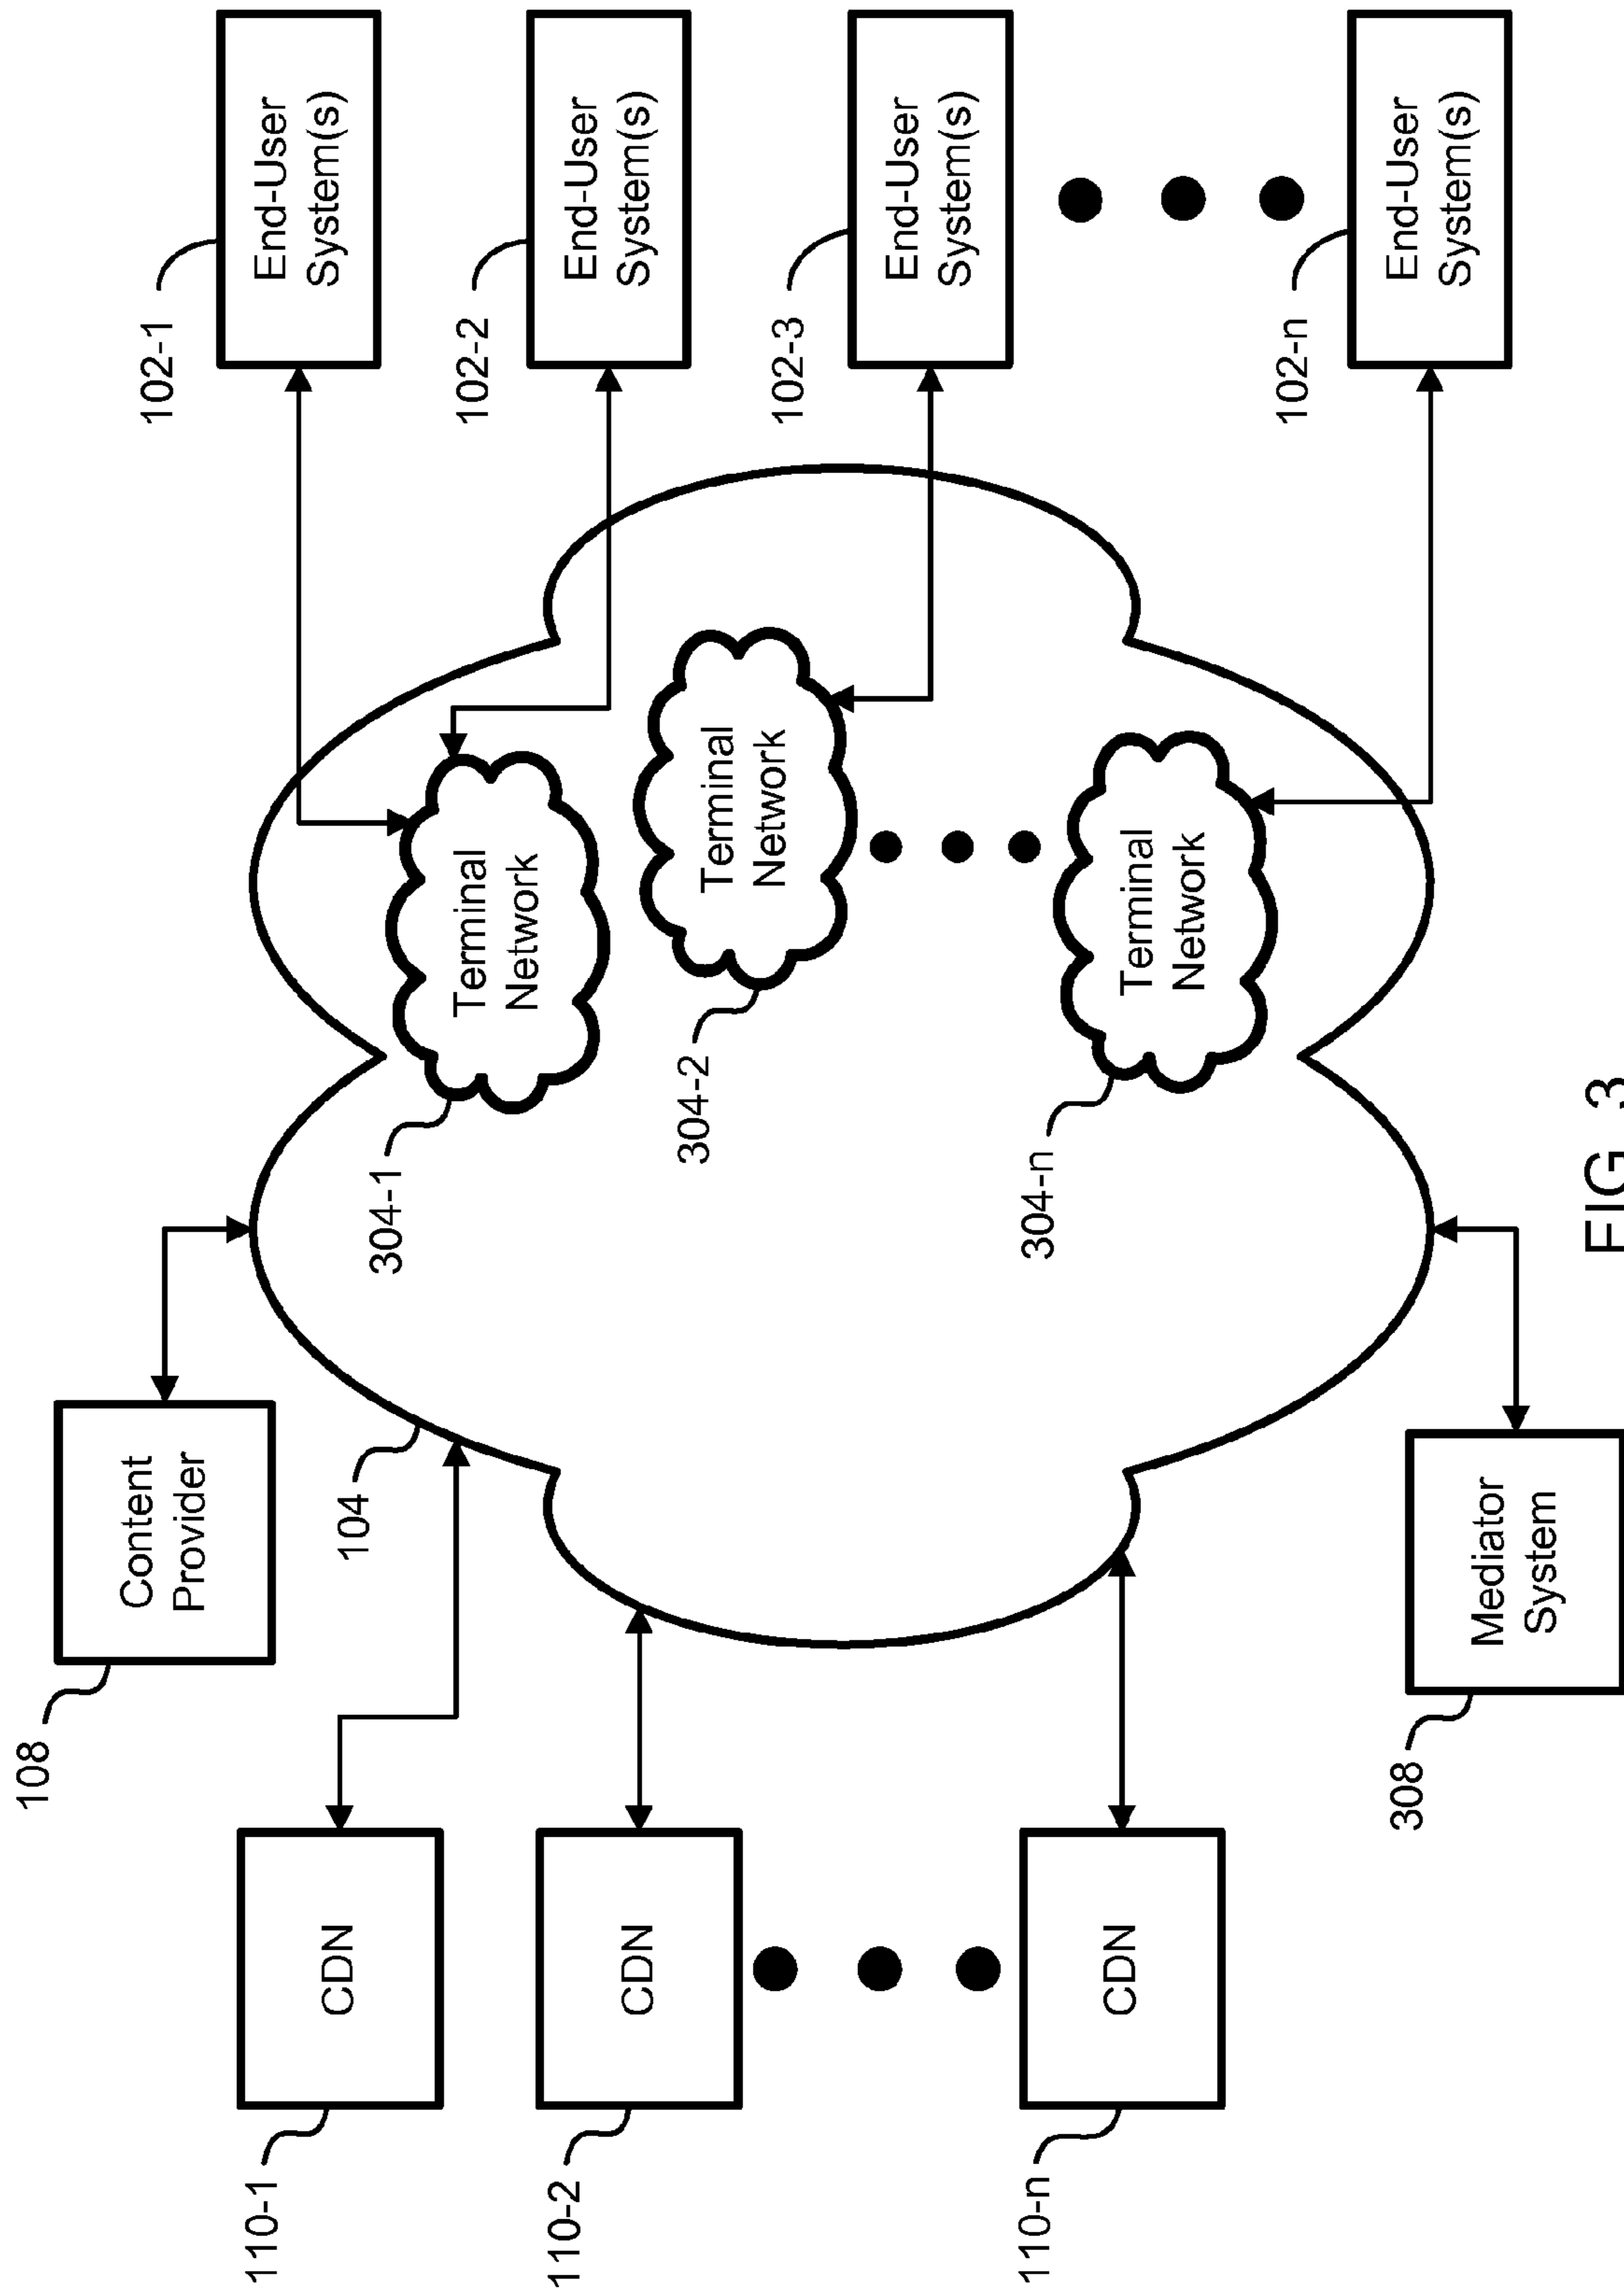 108
Content
Provider
110-1
CDN
110-2
CDN
110-n
CDN
104
308
Mediator
System
304-1
Terminal
Network
304-2
Terminal
Network
304-n
Terminal
Network
102-1
End-User
System(s)
102-2
End-User
System(s)
102-3
End-User
System(s)
102-n
End-User
System(s)
FIG. 3